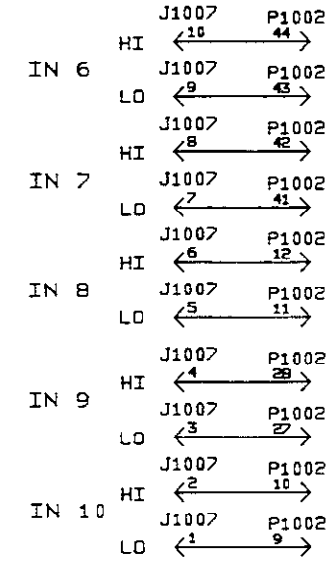 J1007 P1002
HI 10 44
IN 6
J1007 P1002
LO 9 43
J1007 P1002
HI 8 42
IN 7
J1007 P1002
LO 7 41
J1007 P1002
HI 6 12
IN 8
J1007 P1002
LO 5 11
J1007 P1002
HI 4 28
IN 9
J1007 P1002
LO 3 27
J1007 P1002
HI 2 10
IN 10
J1007 P1002
LO 1 9